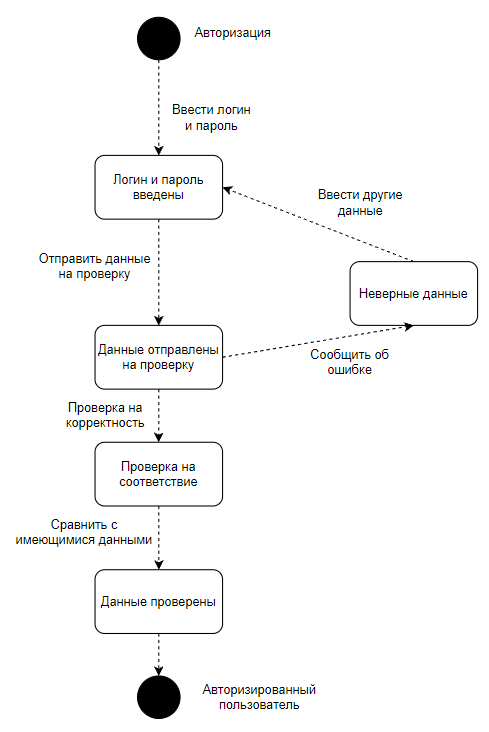 Авторизация
Ввести логин
и пароль
Логин и пароль
введены
Ввести другие
данные
Отправить данные
на проверку
Неверные данные
Данные отправлены
на проверку
Сообщить об
ошибке
Проверка на
корректность
Проверка на
соответствие
Сравнить с
имеющимися данными
Данные проверены
Авторизированный
пользователь